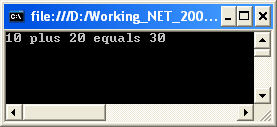 file:///D:/Working_NET_200...
10 plus 20 equals 30